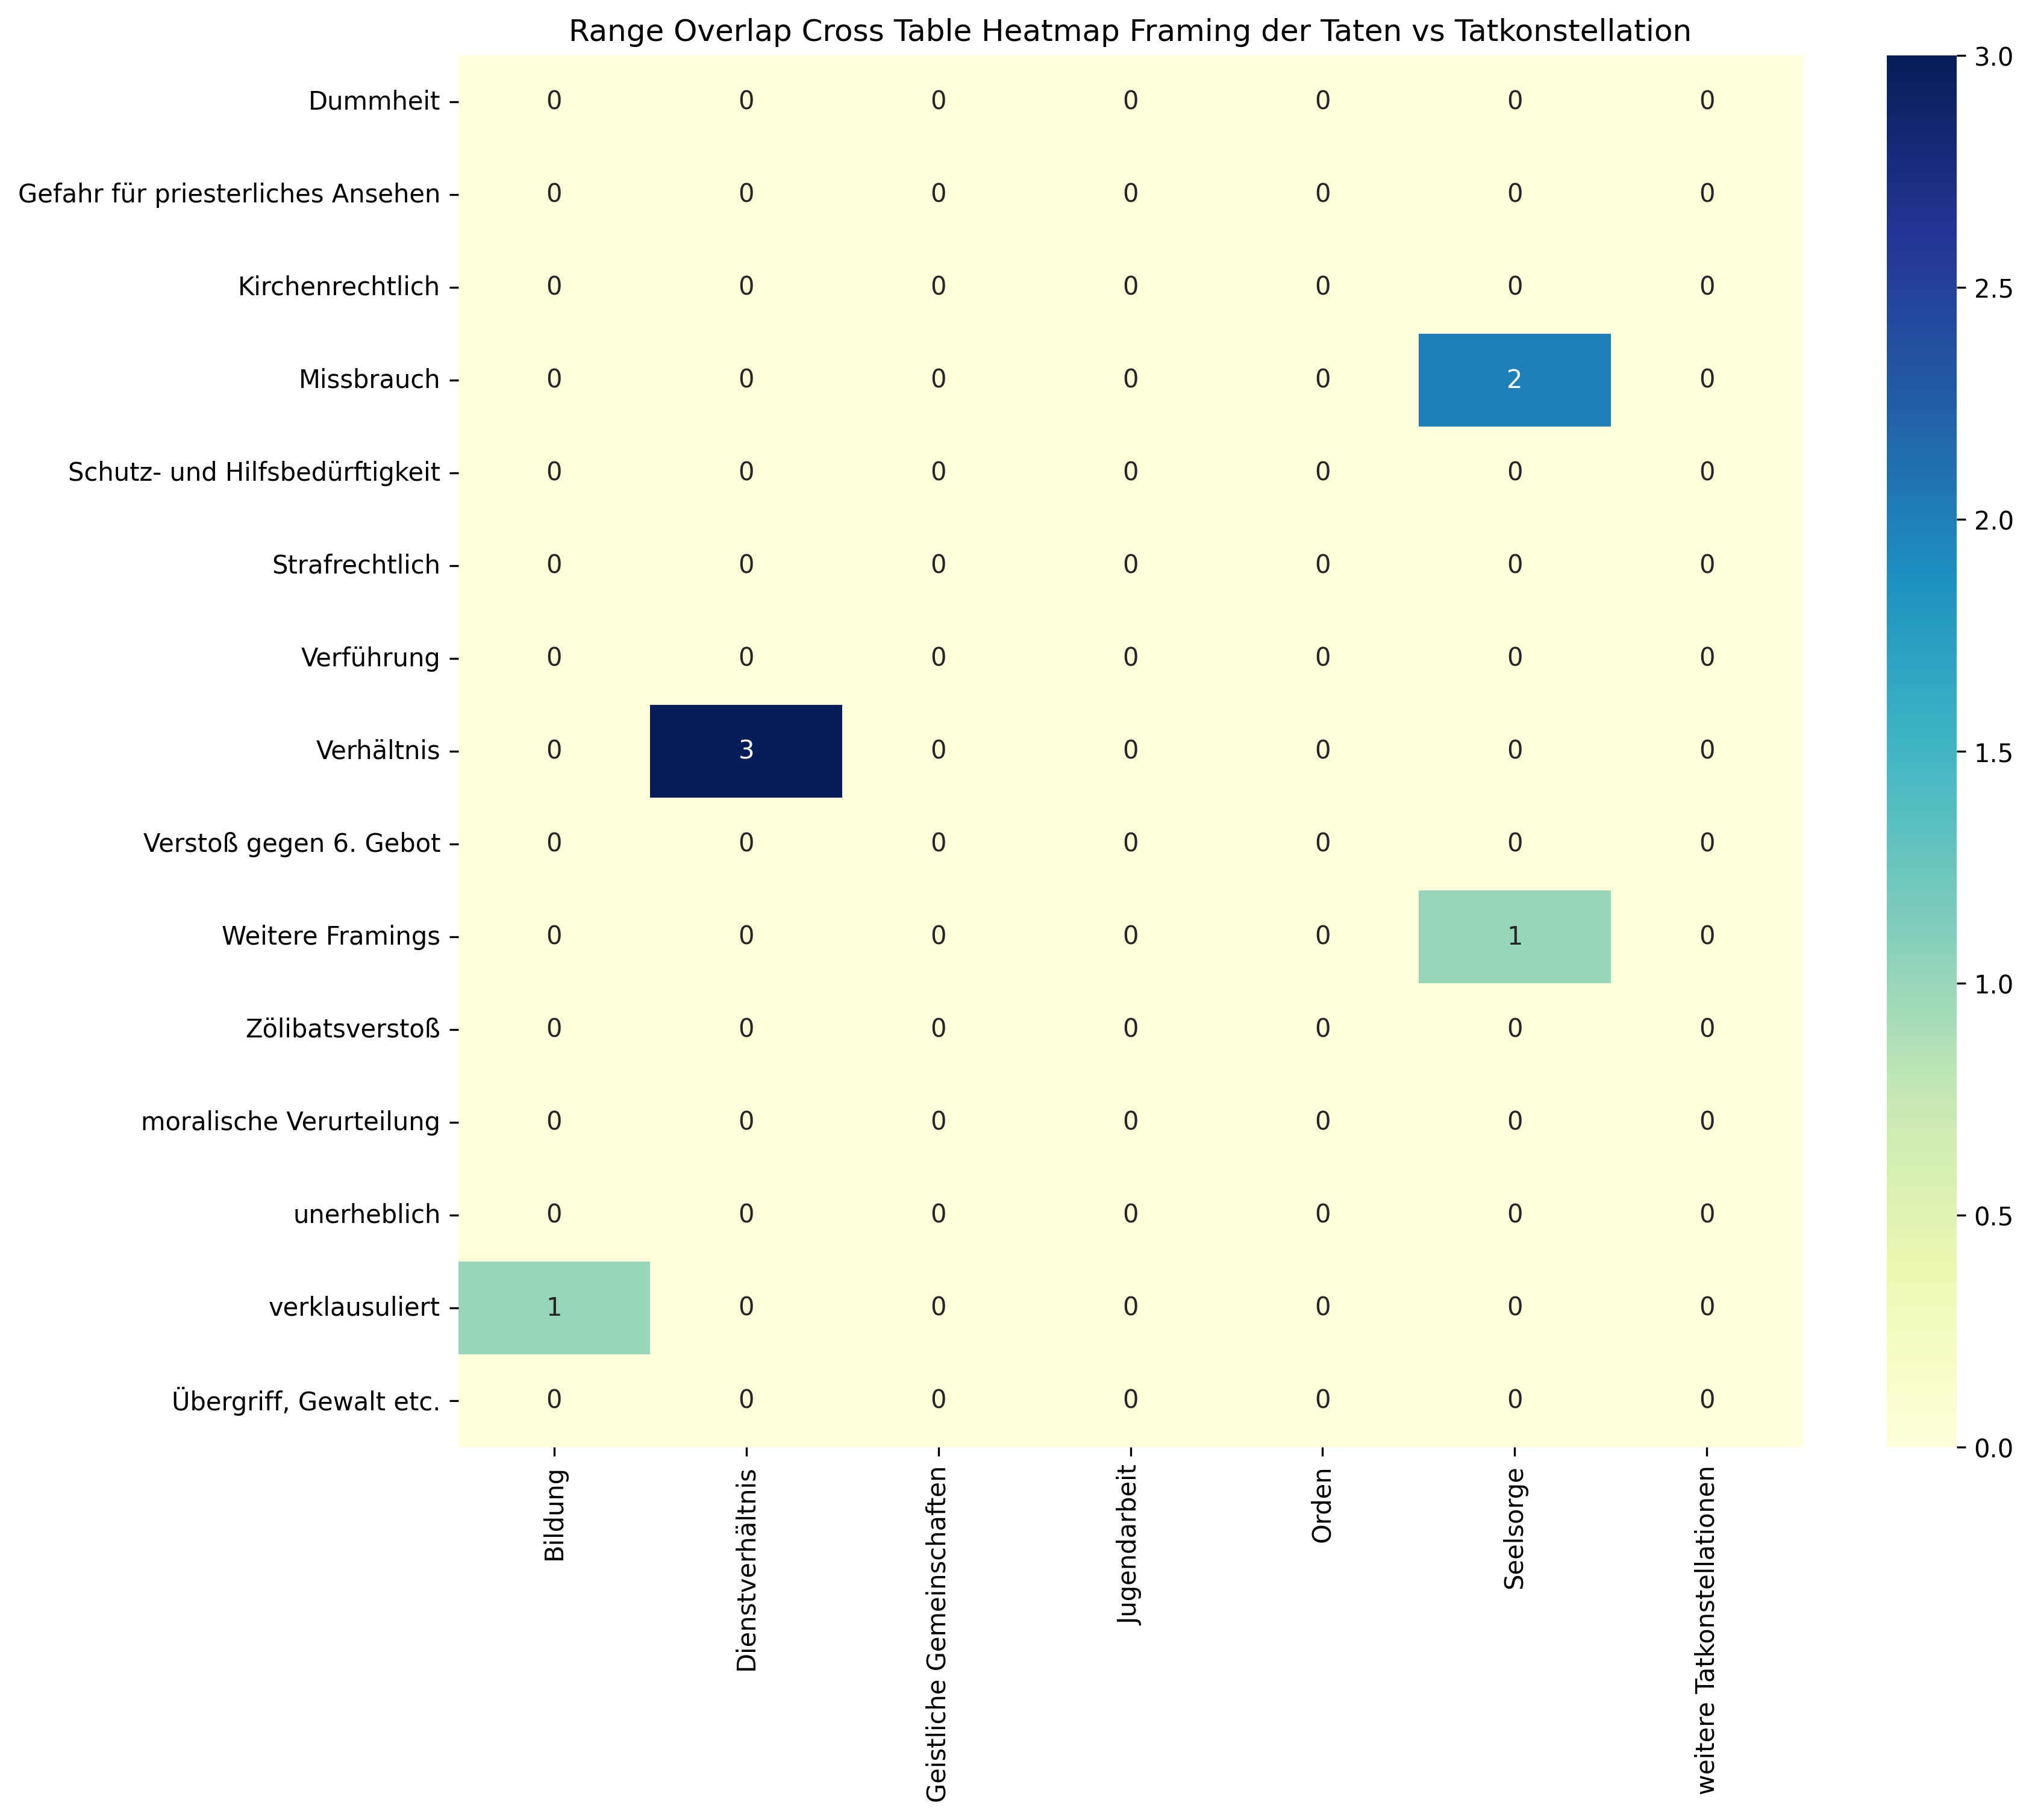 Range Overlap Cross Table Heatmap Framing der Taten vs Tatkonstellation
Dummheit 0 0 0 0 0 0 0
Gefahr für priesterliches Ansehen 0 0 0 0 0 0 0
Kirchenrechtlich 0 0 0 0 0 0 0
Missbrauch 0 0 0 0 0 2 0
Schutz- und Hilfsbedürftigkeit 0 0 0 0 0 0 0
Strafrechtlich 0 0 0 0 0 0 0
Verführung 0 0 0 0 0 0 0
Verhältnis 0 3 0 0 0 0 0
Verstoß gegen 6. Gebot 0 0 0 0 0 0 0
Weitere Framings 0 0 0 0 0 1 0
Zölibatsverstoß 0 0 0 0 0 0 0
moralische Verurteilung 0 0 0 0 0 0 0
unerheblich 0 0 0 0 0 0 0
verklausuliert 1 0 0 0 0 0 0
Übergriff, Gewalt etc. 0 0 0 0 0 0 0
Bildung
Dienstverhältnis
Geistliche Gemeinschaften
Jugendarbeit
Orden
Seelsorge
weitere Tatkonstellationen
3.0
2.5
2.0
1.5
1.0
0.5
0.0